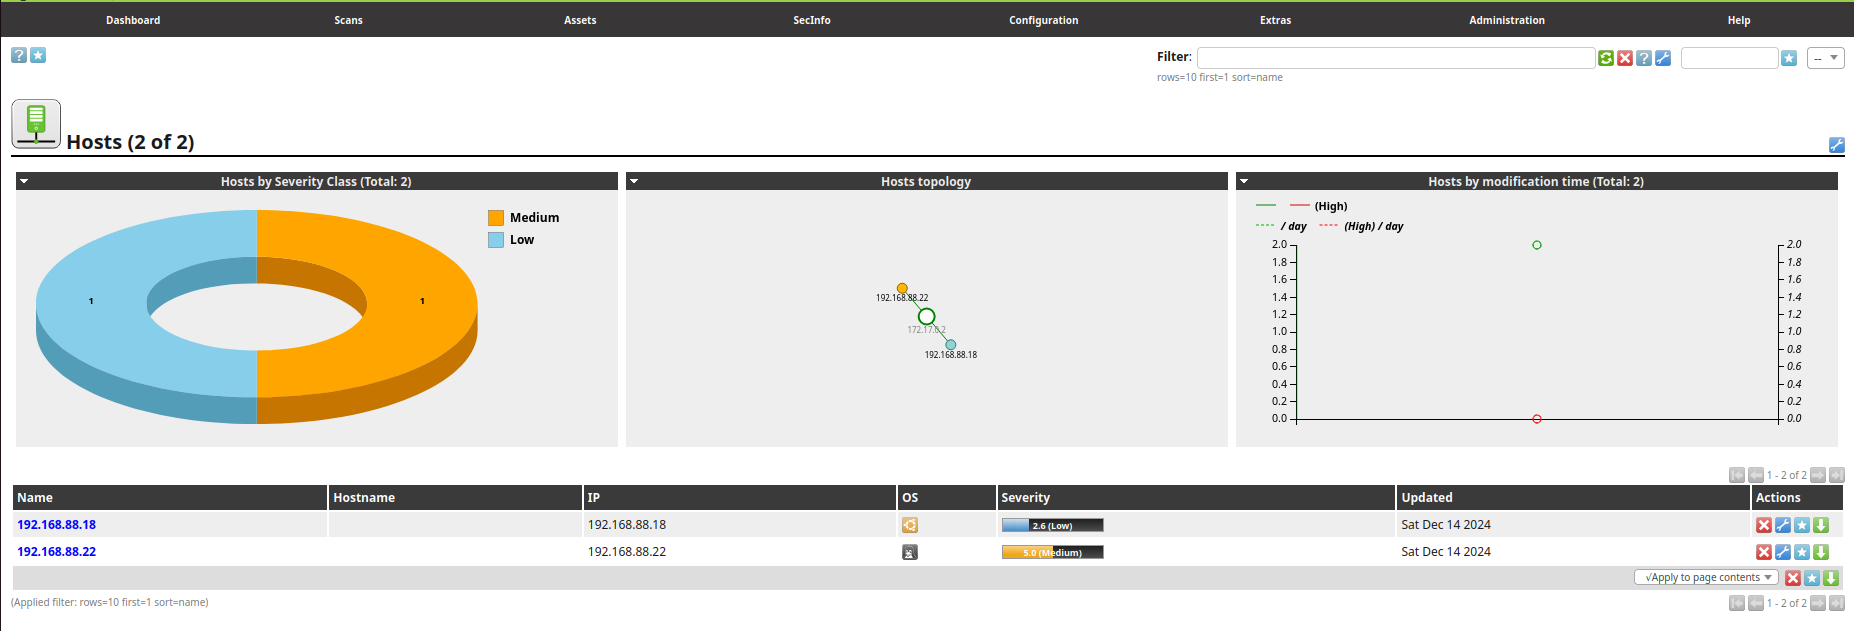 Dashboard Scans Assets SecInfo Configuration Extras Administration Help
Filter:
--
rows=10 first=1 sort=name
Hosts (2 of 2)
Hosts by Severity Class (Total: 2)
Medium
Low
1
1
Hosts topology
192.168.88.22
172.17.0.2
192.168.88.18
Hosts by modification time (Total: 2)
(High)
/ day (High) / day
2.0 2.0
1.8 1.8
1.6 1.6
1.4 1.4
1.2 1.2
1.0 1.0
0.8 0.8
0.6 0.6
0.4 0.4
0.2 0.2
0.0 0.0
1 - 2 of 2
Name Hostname IP OS Severity Updated Actions
192.168.88.18 192.168.88.18 2.6 (Low) Sat Dec 14 2024
192.168.88.22 192.168.88.22 5.0 (Medium) Sat Dec 14 2024
√Apply to page contents
(Applied filter: rows=10 first=1 sort=name)
1 - 2 of 2